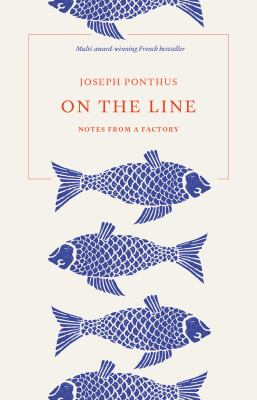 Multi-award-winning French bestseller
JOSEPH PONTHUS
ON THE LINE
NOTES FROM A FACTORY